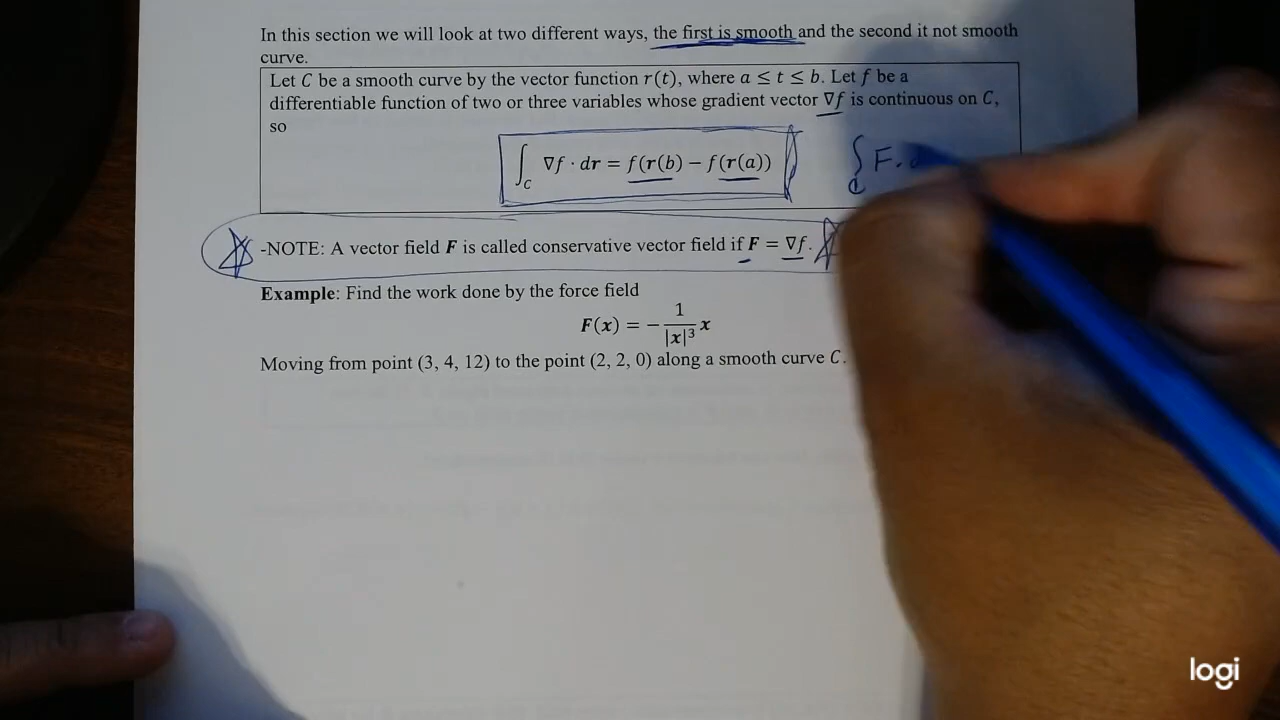 In this section we will look at two different ways, the first is smooth and the second it not smooth
curve.
Let C be a smooth curve by the vector function r(t), where a ≤ t ≤ b. Let f be a
differentiable function of two or three variables whose gradient vector ∇f is continuous on C,
so
∫_C ∇f · dr = f(r(b) − f(r(a))
∫_C F.
-NOTE: A vector field F is called conservative vector field if F = ∇f.
Example: Find the work done by the force field
F(x) = − 1/|x|³ x
Moving from point (3, 4, 12) to the point (2, 2, 0) along a smooth curve C.
logi